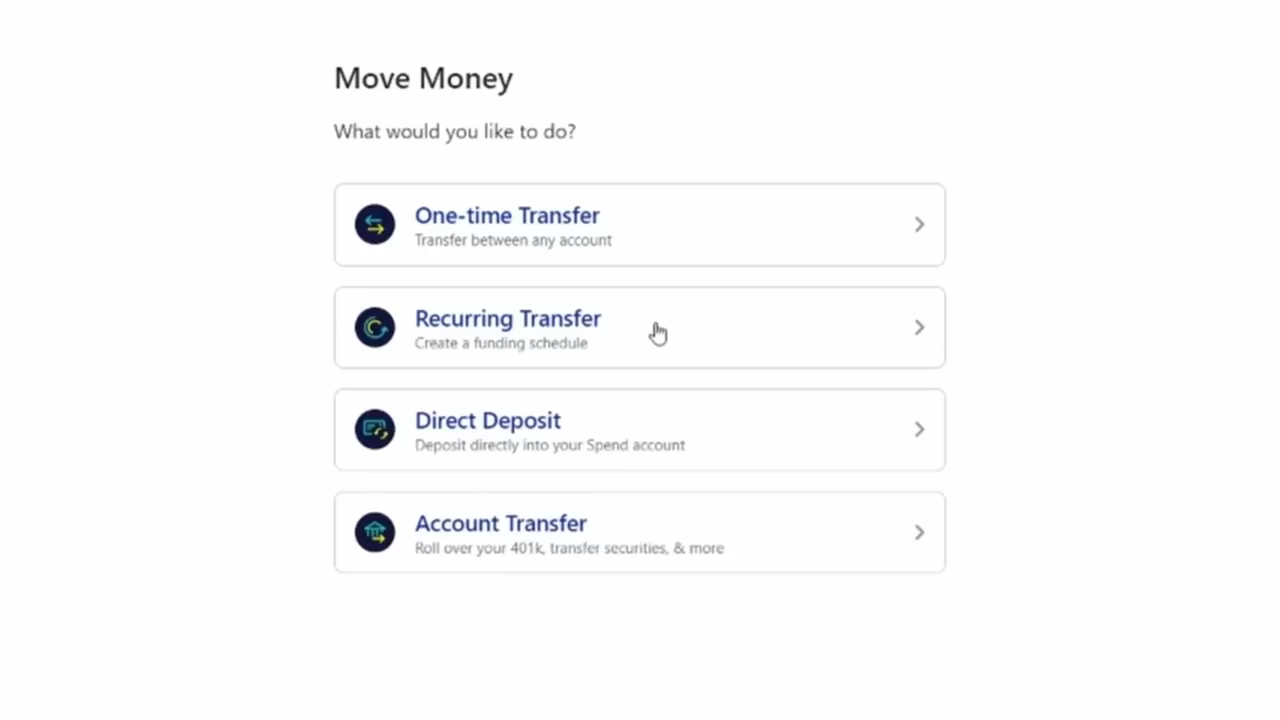 Move Money
What would you like to do?
One-time Transfer
Transfer between any account
Recurring Transfer
Create a funding schedule
Direct Deposit
Deposit directly into your Spend account
Account Transfer
Roll over your 401k, transfer securities, & more